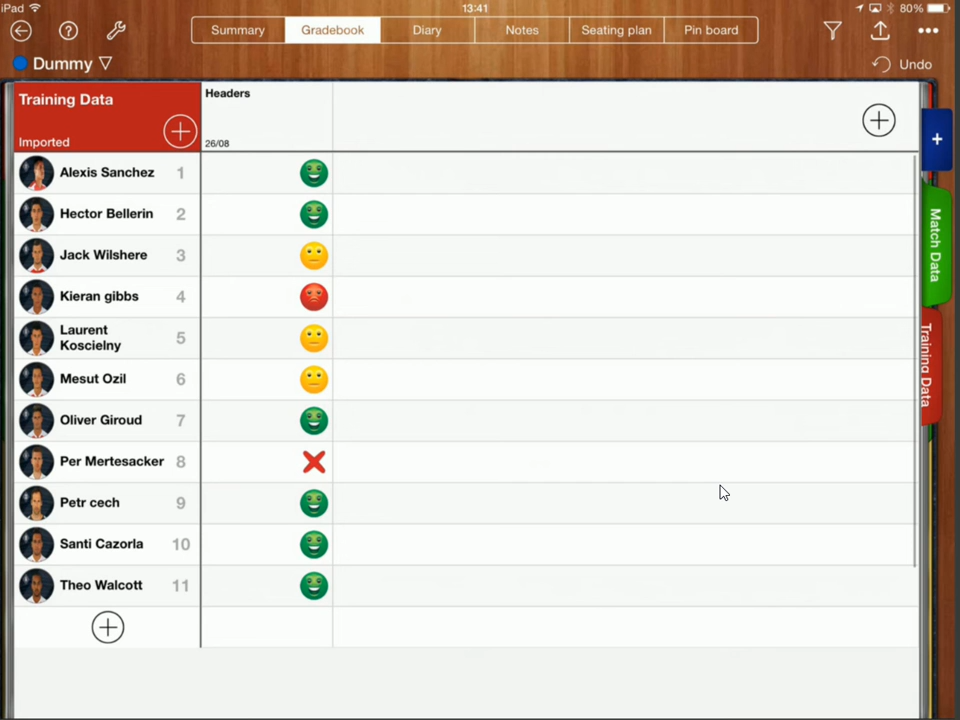 iPad 13:41 80%
Summary Gradebook Diary Notes Seating plan Pin board
Dummy Undo
Training Data
Imported
Headers
26/08
Alexis Sanchez 1
Hector Bellerin 2
Jack Wilshere 3
Kieran gibbs 4
Laurent
Koscielny 5
Mesut Ozil 6
Oliver Giroud 7
Per Mertesacker 8
Petr cech 9
Santi Cazorla 10
Theo Walcott 11
Match Data
Training Data